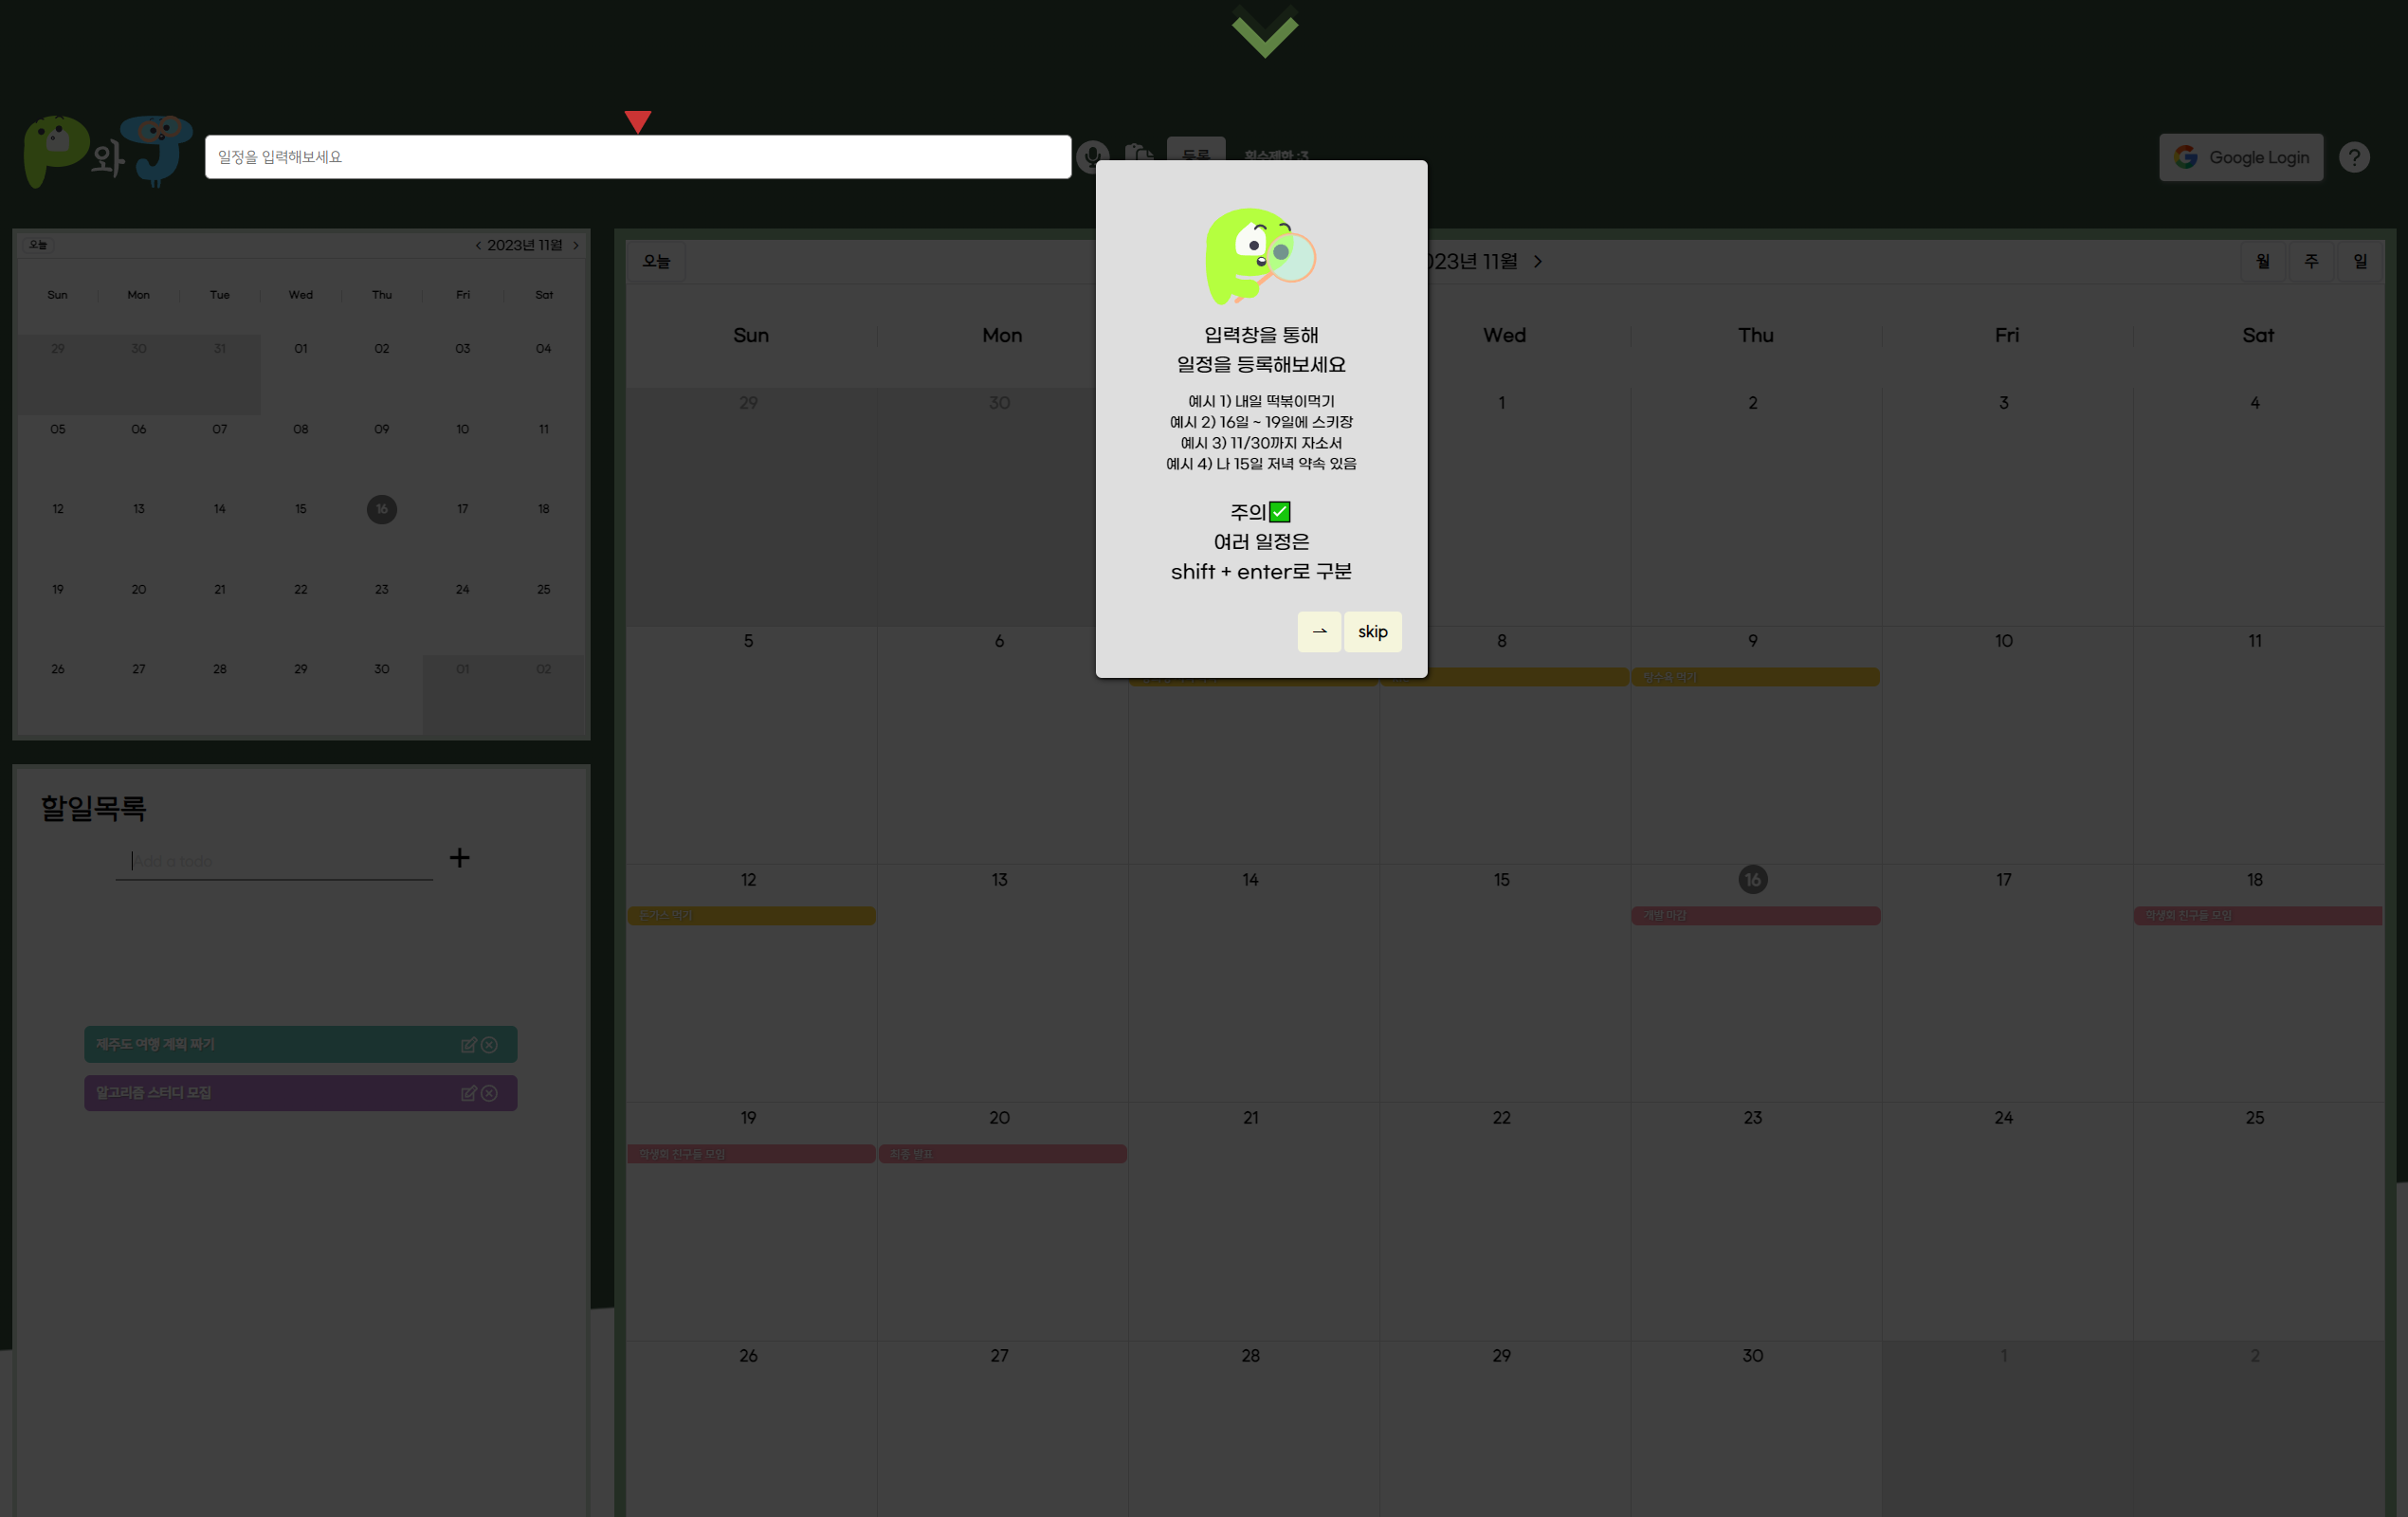 P와J
일정을 입력해보세요
등록
횟수제한 :3
Google Login
?
오늘
< 2023년 11월 >
Sun Mon Tue Wed Thu Fri Sat
29 30 31 01 02 03 04
05 06 07 08 09 10 11
12 13 14 15 16 17 18
19 20 21 22 23 24 25
26 27 28 29 30 01 02
할일목록
Add a todo
+
제주도 여행 계획 짜기
알고리즘 스터디 모집
입력창을 통해
일정을 등록해보세요
예시 1) 내일 떡볶이먹기
예시 2) 16일 ~ 19일에 스키장
예시 3) 11/30까지 자소서
예시 4) 나 15일 저녁 약속 있음
주의✅
여러 일정은
shift + enter로 구분
→ skip
오늘
023년 11월 >
월 주 일
Sun Mon Wed Thu Fri Sat
29 30 1 2 3 4
5 6 8 9 10 11
탕수육 먹기
12 13 14 15 16 17 18
돈가스 먹기
개발 마감
학생회 친구들 모임
19 20 21 22 23 24 25
학생회 친구들 모임
최종 발표
26 27 28 29 30 1 2